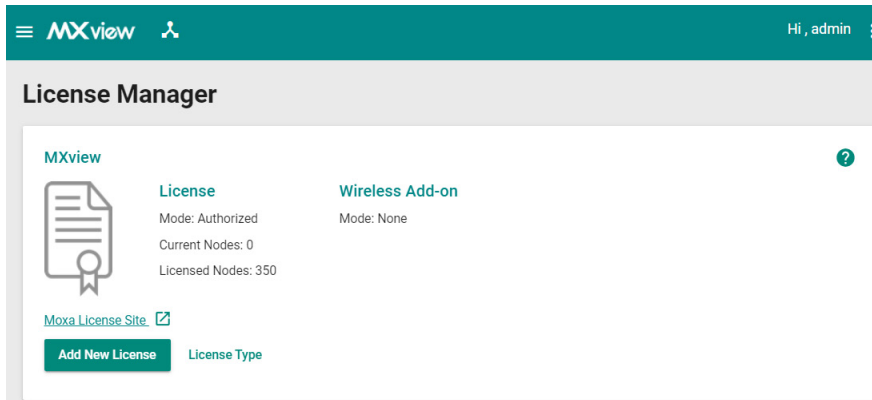 MXview
Hi , admin
License Manager
MXview
License
Mode: Authorized
Current Nodes: 0
Licensed Nodes: 350
Wireless Add-on
Mode: None
Moxa License Site
Add New License
License Type